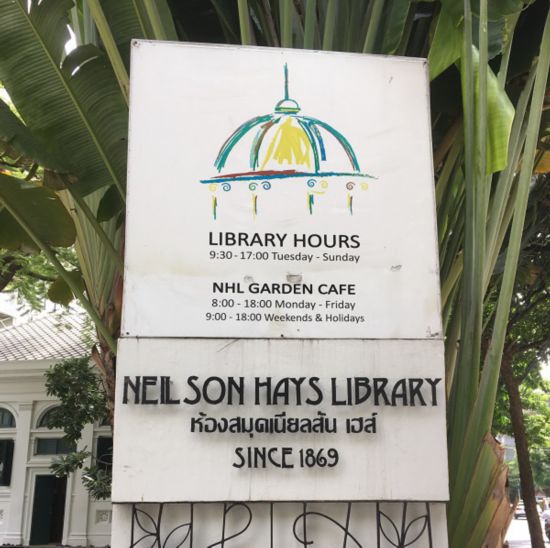 LIBRARY HOURS
9:30 - 17:00 Tuesday - Sunday
NHL GARDEN CAFE
8:00 - 18:00 Monday - Friday
9:00 - 18:00 Weekends & Holidays
NEILSON HAYS LIBRARY
ห้องสมุดเนียลสัน เฮส์
SINCE 1869